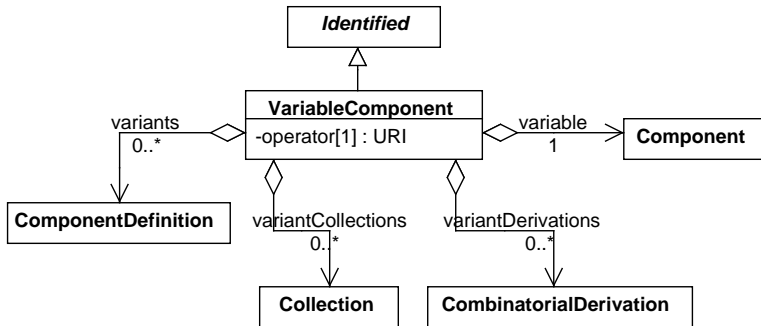 Identified
VariableComponent
-operator[1] : URI
variants
0..*
variable
1
Component
ComponentDefinition
variantCollections
0..*
variantDerivations
0..*
Collection
CombinatorialDerivation